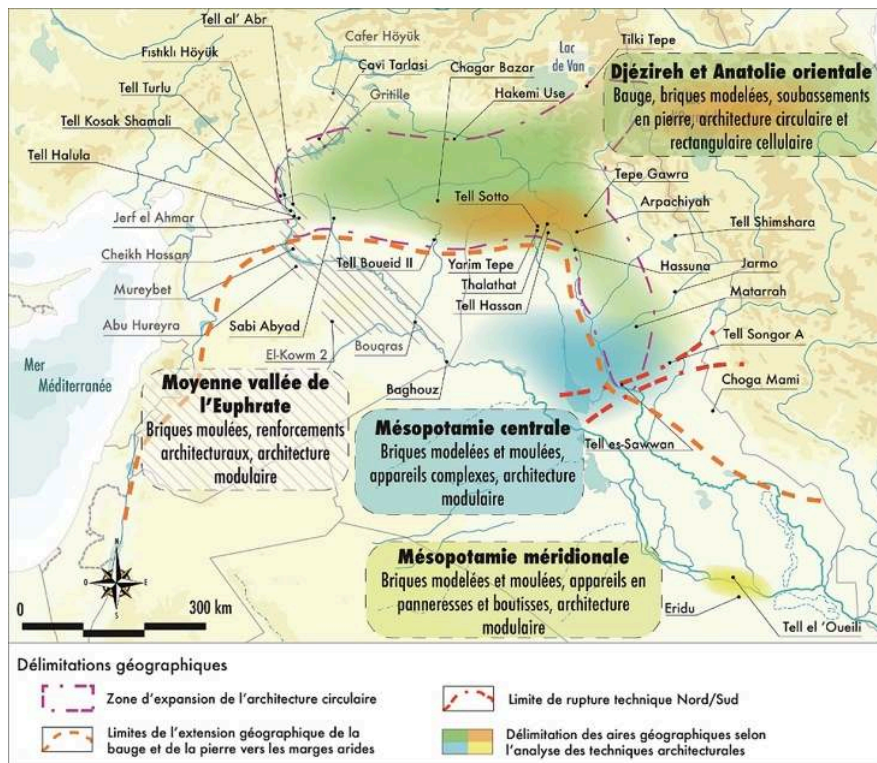 Tell al' Abr
Fıstıklı Höyük
Tell Turlu
Tell Kosak Shamali
Tell Halula
Jerf el Ahmar
Cheikh Hassan
Mureybet
Abu Hureyra
Cafer Höyük
Çavi Tarlasi
Gritille
Chagar Bazar
Hakemi Use
Lac
de Van
Tilki Tepe
Djézireh et Anatolie orientale
Bauge, briques modelées, soubassements
en pierre, architecture circulaire et
rectangulaire cellulaire
Tell Sotto
Tepe Gawra
Arpachiyah
Tell Shimshara
Jarmo
Hassuna
Matarrah
Tell Boueid II
Yarim Tepe
Thalathat
Tell Hassan
Sabi Abyad
El-Kowm 2
Bouqras
Baghouz
Tell Songor A
Choga Mami
Tell es-Sawwan
Mer
Méditerranée
Moyenne vallée de
l'Euphrate
Briques moulées, renforcements
architecturaux, architecture
modulaire
Mésopotamie centrale
Briques modelées et moulées,
appareils complexes, architecture
modulaire
Mésopotamie méridionale
Briques modelées et moulées, appareils en
panneresses et boutisses, architecture
modulaire
Eridu
Tell el 'Oueili
N
O
E
S
0
300 km
Délimitations géographiques
Zone d'expansion de l'architecture circulaire
Limites de l'extension géographique de la
bauge et de la pierre vers les marges arides
Limite de rupture technique Nord/Sud
Délimitation des aires géographiques selon
l'analyse des techniques architecturales